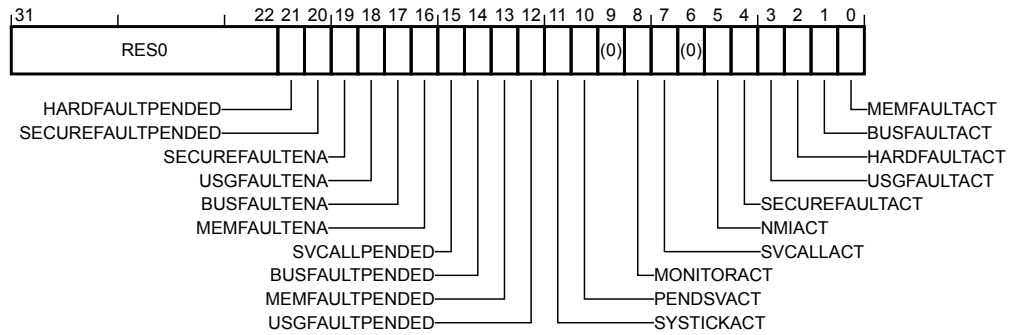 31 22 21 20 19 18 17 16 15 14 13 12 11 10 9 8 7 6 5 4 3 2 1 0
RES0 (0) (0)
HARDFAULTPENDED MEMFAULTACT
SECUREFAULTPENDED BUSFAULTACT
SECUREFAULTENA HARDFAULTACT
USGFAULTENA USGFAULTACT
BUSFAULTENA SECUREFAULTACT
MEMFAULTENA NMIACT
SVCALLPENDED SVCALLACT
BUSFAULTPENDED MONITORACT
MEMFAULTPENDED PENDSVACT
USGFAULTPENDED SYSTICKACT